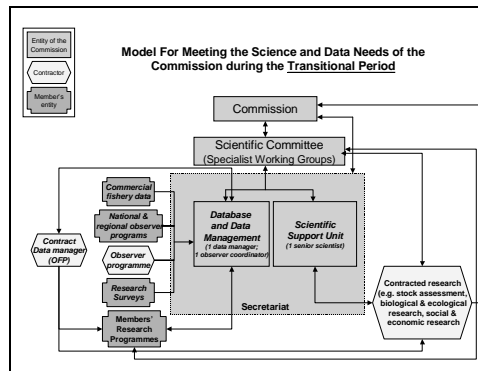 Entity of the
Commission
Contractor
Member's
entity
Model For Meeting the Science and Data Needs of the
Commission during the Transitional Period
Commission
Scientific Committee
(Specialist Working Groups)
Commercial
fishery data
National &
regional observer
programs
Observer
programme
Research
Surveys
Members'
Research
Programmes
Contract
Data manager
(OFP)
Database
and Data
Management
(1 data manager;
1 observer coordinator)
Scientific
Support Unit
(1 senior scientist)
Secretariat
Contracted research
(e.g. stock assessment,
biological & ecological
research, social &
economic research